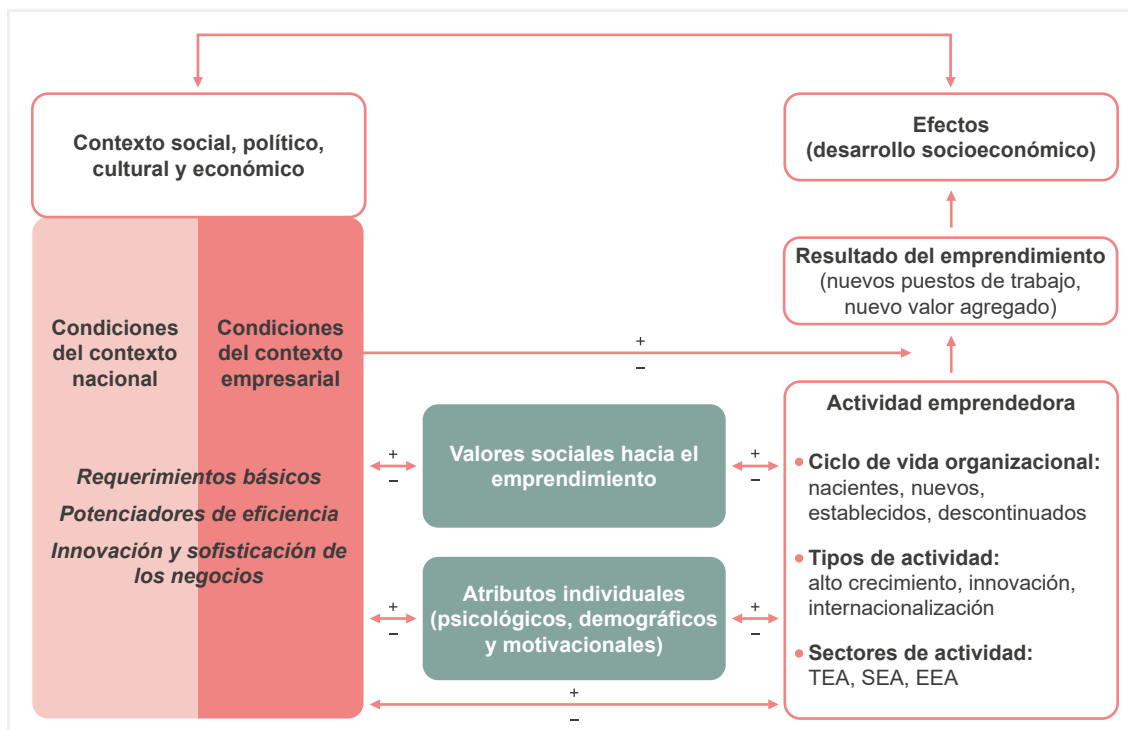 Contexto social, político,
cultural y económico
Efectos
(desarrollo socioeconómico)
Resultado del emprendimiento
(nuevos puestos de trabajo,
nuevo valor agregado)
Condiciones
del contexto
nacional
Condiciones
del contexto
empresarial
+
–
Requerimientos básicos
Potenciadores de eficiencia
Innovación y sofisticación de
los negocios
+
–
Valores sociales hacia el
emprendimiento
+
–
+
–
Atributos individuales
(psicológicos, demográficos
y motivacionales)
+
–
+
–
Actividad emprendedora
• Ciclo de vida organizacional:
nacientes, nuevos,
establecidos, descontinuados
• Tipos de actividad:
alto crecimiento, innovación,
internacionalización
• Sectores de actividad:
TEA, SEA, EEA